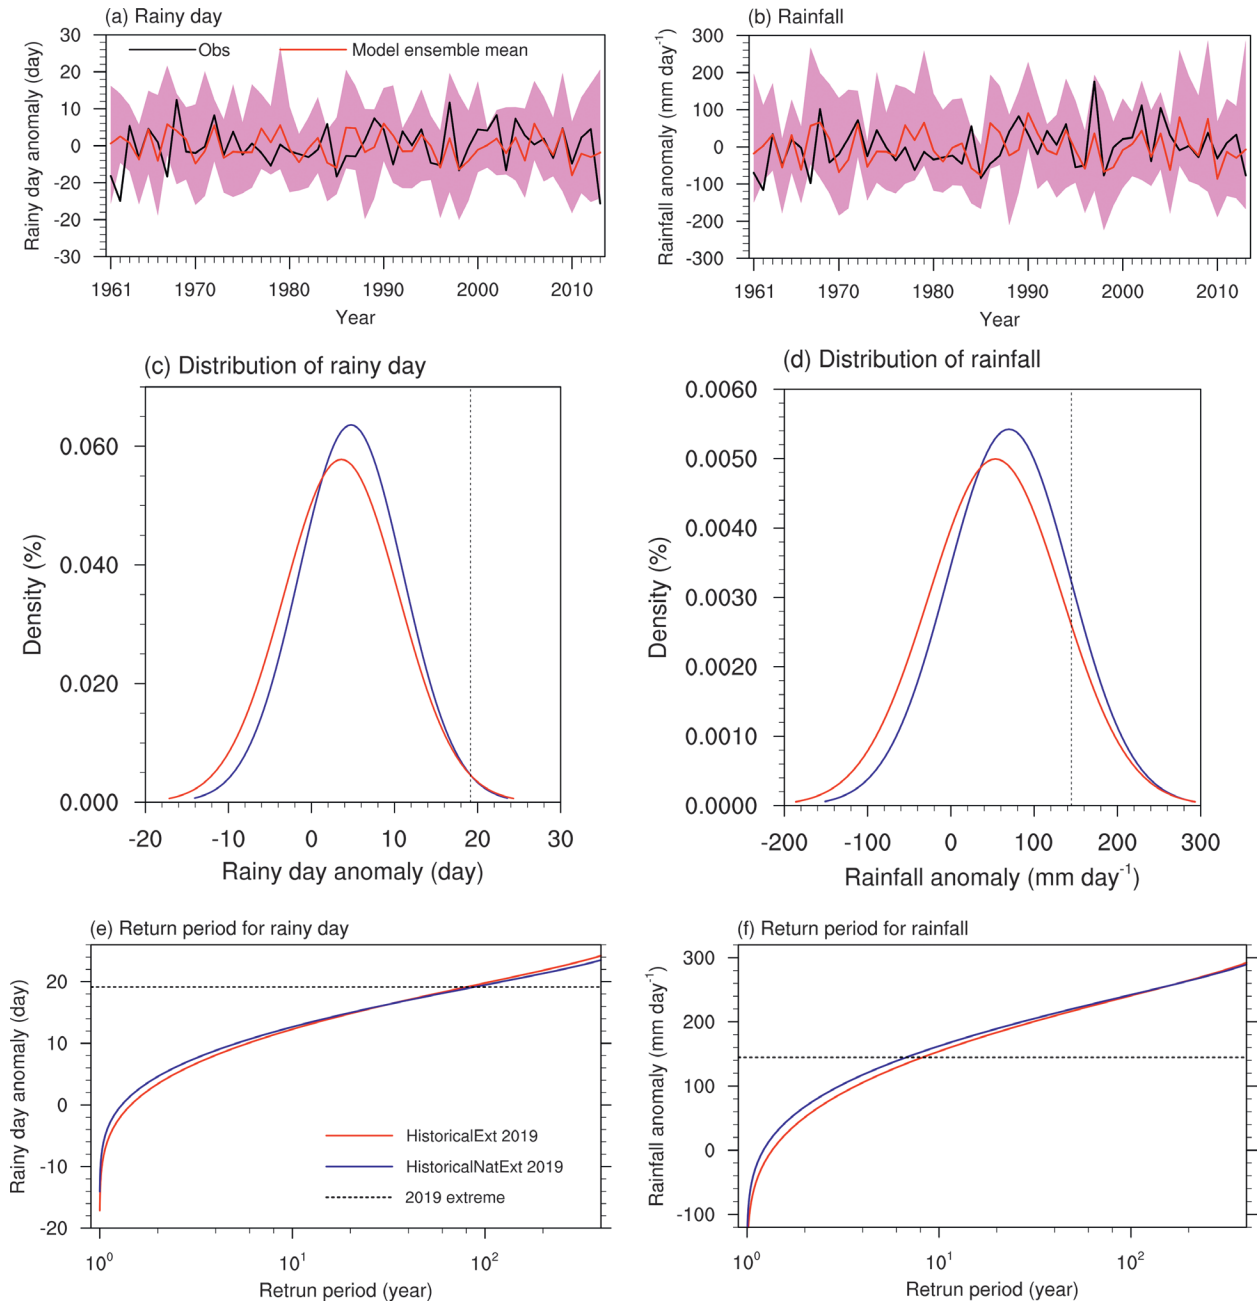 (a) Rainy day
Obs
Model ensemble mean
Rainy day anomaly (day)
30
20
10
0
-10
-20
-30
1961
1970
1980
1990
2000
2010
Year
(b) Rainfall
Rainfall anomaly (mm day⁻¹)
300
200
100
0
-100
-200
-300
1961
1970
1980
1990
2000
2010
Year
(c) Distribution of rainy day
Density (%)
0.060
0.040
0.020
0.000
-20
-10
0
10
20
30
Rainy day anomaly (day)
(d) Distribution of rainfall
Density (%)
0.0060
0.0050
0.0040
0.0030
0.0020
0.0010
0.0000
-200
-100
0
100
200
300
Rainfall anomaly (mm day⁻¹)
(e) Return period for rainy day
Rainy day anomaly (day)
20
10
0
-10
-20
HistoricalExt 2019
HistoricalNatExt 2019
2019 extreme
10⁰
10¹
10²
Retrun period (year)
(f) Return period for rainfall
Rainfall anomaly (mm day⁻¹)
300
200
100
0
-100
10⁰
10¹
10²
Retrun period (year)